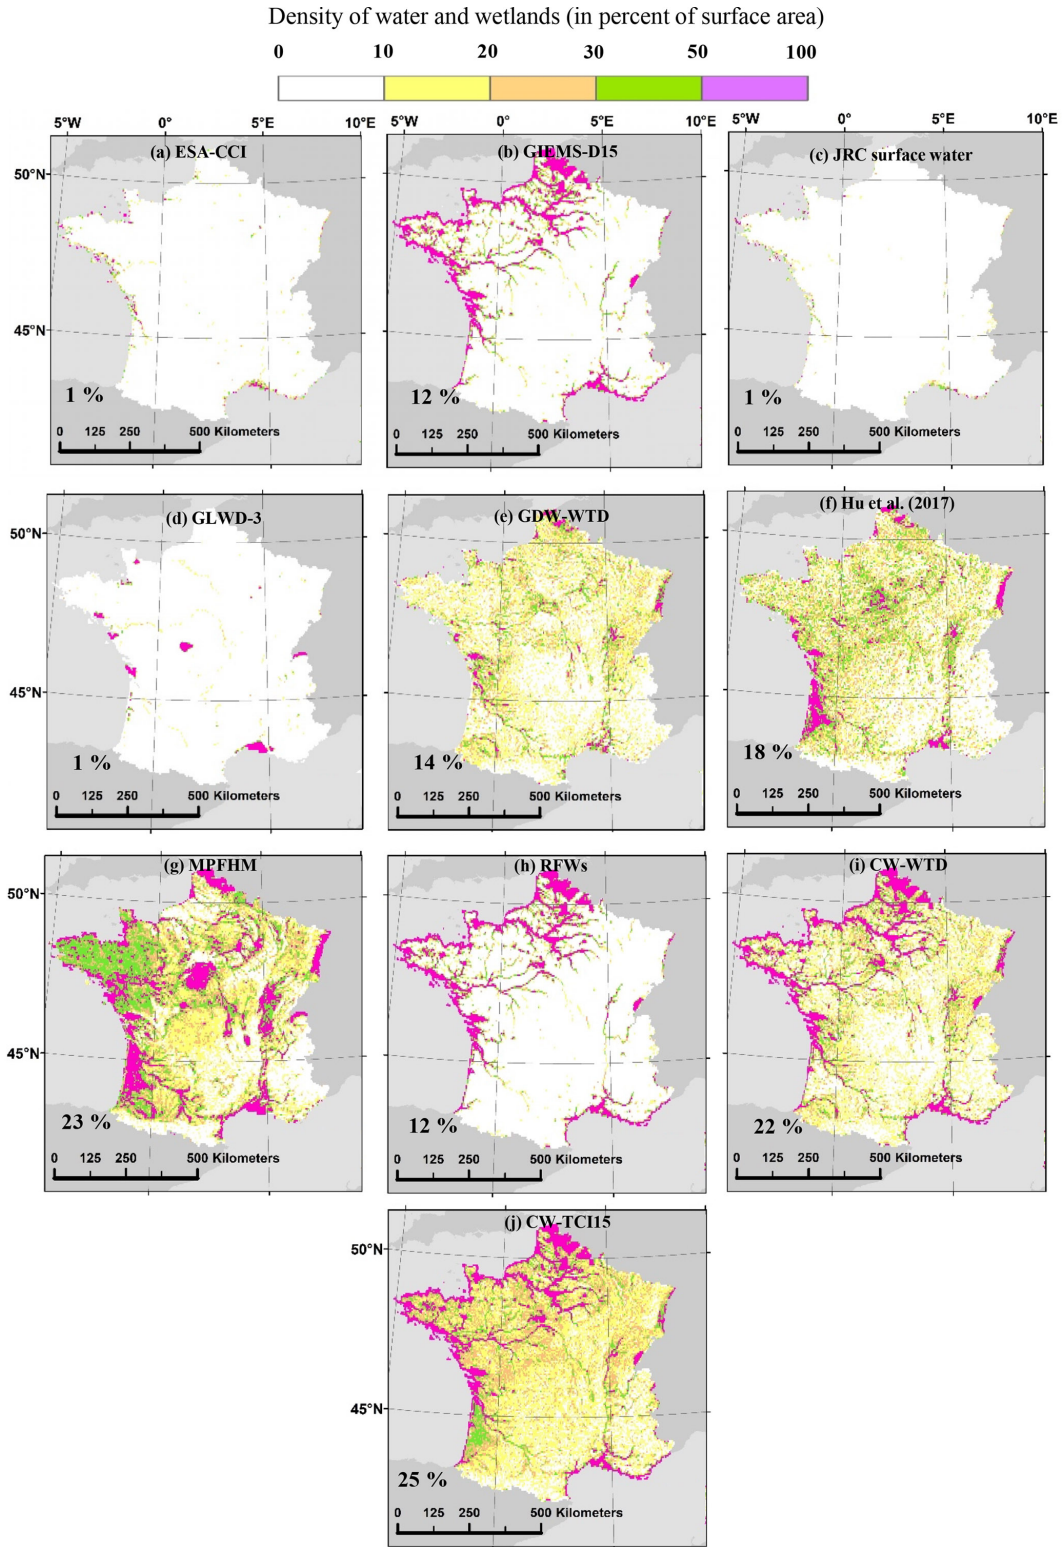 Density of water and wetlands (in percent of surface area)
0 10 20 30 50 100
5°W 0° 5°E 10°E 5°W 0° 5°E 10°E 5°W 0° 5°E 10°E
(a) ESA-CCI (b) GIEMS-D15 (c) JRC surface water
50°N
45°N
1 % 12 % 1 %
0 125 250 500 Kilometers 0 125 250 500 Kilometers 0 125 250 500 Kilometers
(d) GLWD-3 (e) GDW-WTD (f) Hu et al. (2017)
50°N
45°N
1 % 14 % 18 %
0 125 250 500 Kilometers 0 125 250 500 Kilometers 0 125 250 500 Kilometers
(g) MPFHM (h) RFWs (i) CW-WTD
50°N
45°N
23 % 12 % 22 %
0 125 250 500 Kilometers 0 125 250 500 Kilometers 0 125 250 500 Kilometers
(j) CW-TCI15
50°N
45°N
25 %
0 125 250 500 Kilometers